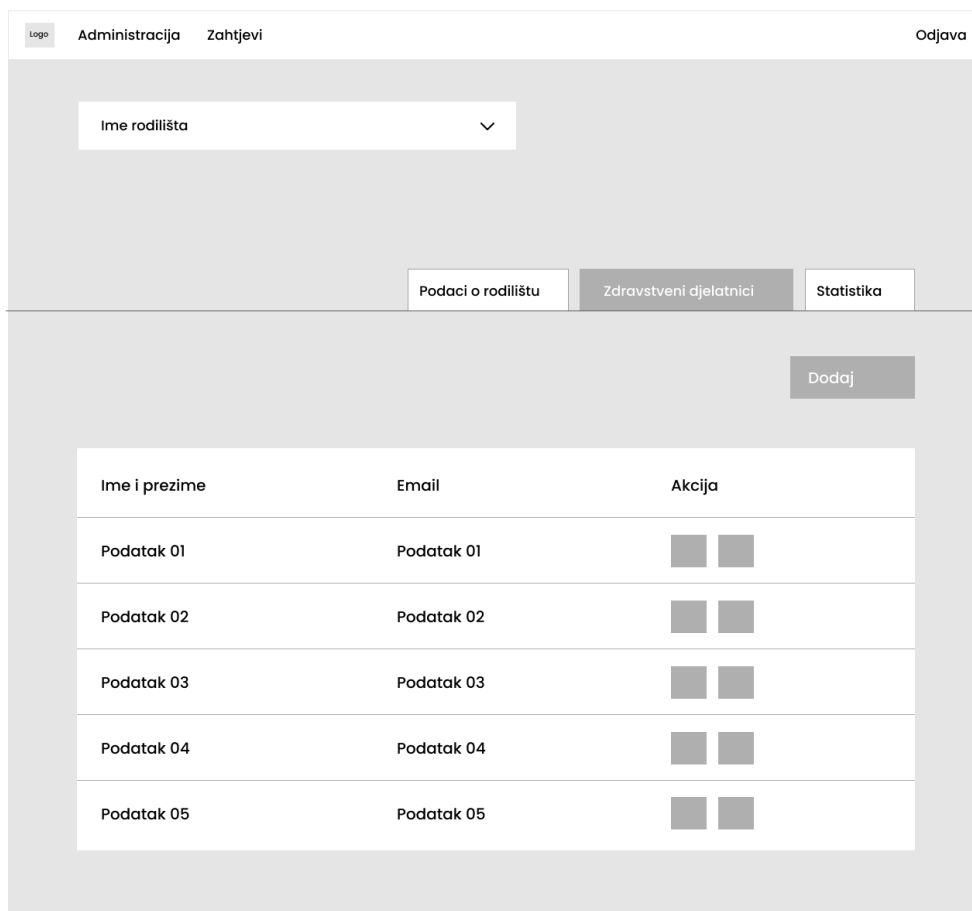 Logo Administracija Zahtjevi Odjava
Ime rodilišta
Podaci o rodilištu Zdravstveni djelatnici Statistika
Dodaj
Ime i prezime Email Akcija
Podatak 01 Podatak 01
Podatak 02 Podatak 02
Podatak 03 Podatak 03
Podatak 04 Podatak 04
Podatak 05 Podatak 05